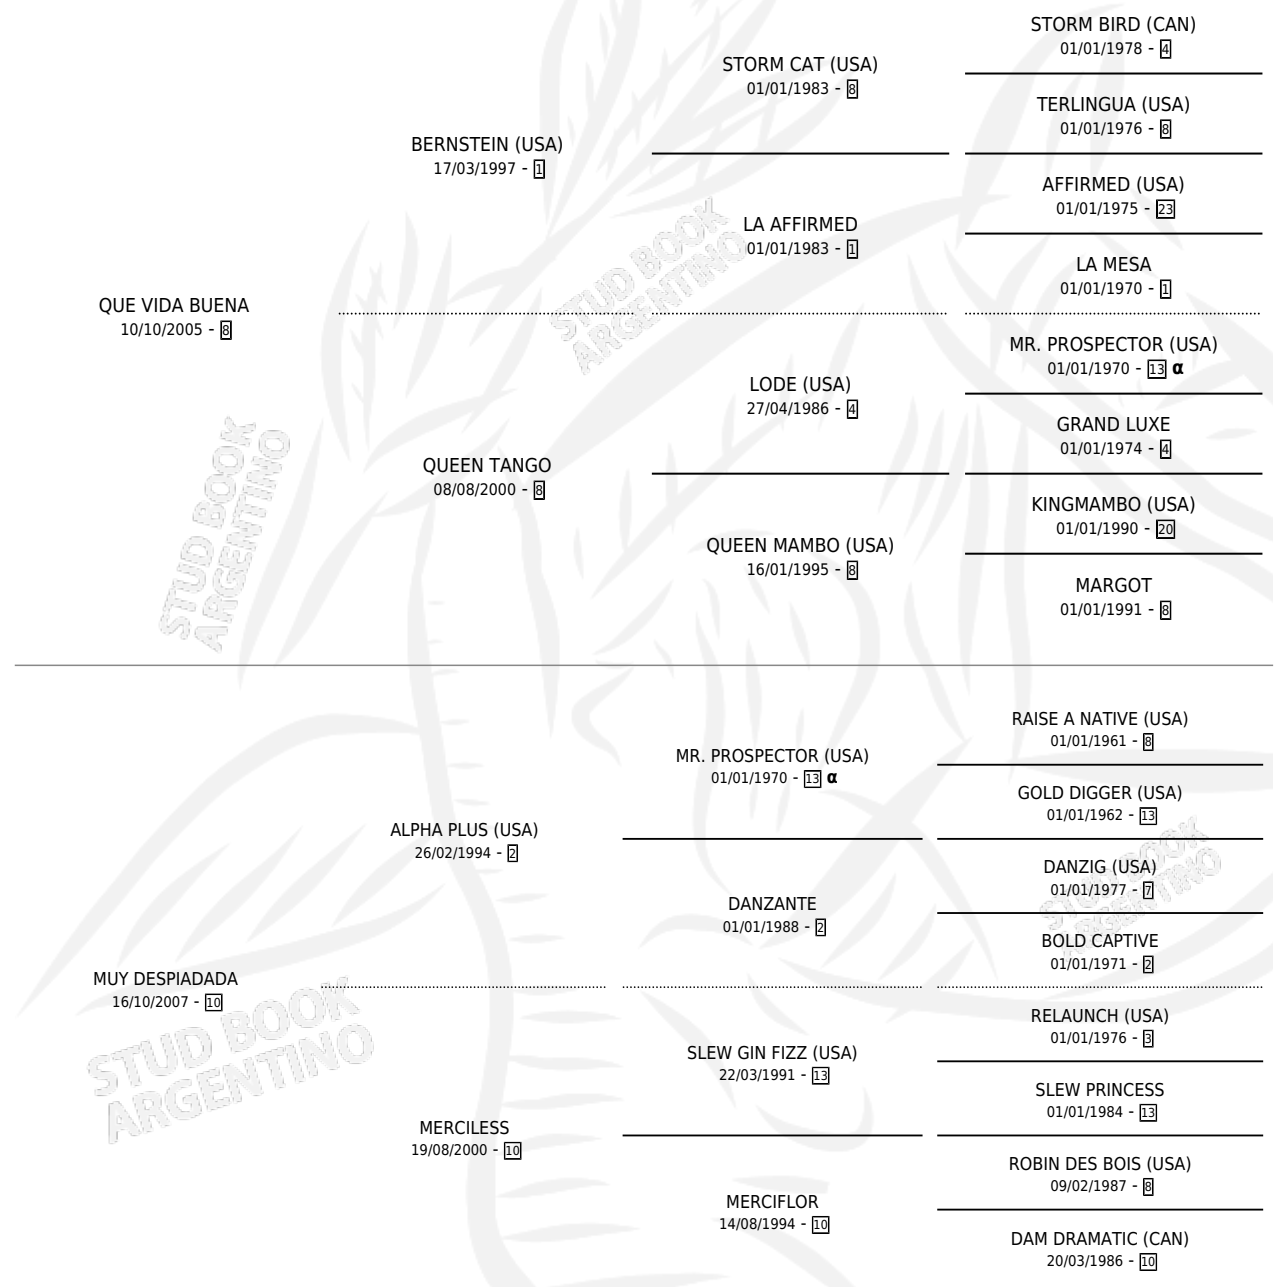 STORM BIRD (CAN)
01/01/1978 - 4
STORM CAT (USA)
01/01/1983 - 8
TERLINGUA (USA)
01/01/1976 - 8
BERNSTEIN (USA)
17/03/1997 - 1
AFFIRMED (USA)
01/01/1975 - 23
LA AFFIRMED
01/01/1983 - 1
LA MESA
01/01/1970 - 1
QUE VIDA BUENA
10/10/2005 - 8
MR. PROSPECTOR (USA)
01/01/1970 - 13 α
LODE (USA)
27/04/1986 - 4
GRAND LUXE
01/01/1974 - 4
QUEEN TANGO
08/08/2000 - 8
KINGMAMBO (USA)
01/01/1990 - 20
QUEEN MAMBO (USA)
16/01/1995 - 8
MARGOT
01/01/1991 - 8
RAISE A NATIVE (USA)
01/01/1961 - 8
MR. PROSPECTOR (USA)
01/01/1970 - 13 α
GOLD DIGGER (USA)
01/01/1962 - 13
ALPHA PLUS (USA)
26/02/1994 - 2
DANZIG (USA)
01/01/1977 - 7
DANZANTE
01/01/1988 - 2
BOLD CAPTIVE
01/01/1971 - 2
MUY DESPIADADA
16/10/2007 - 10
RELAUNCH (USA)
01/01/1976 - 3
SLEW GIN FIZZ (USA)
22/03/1991 - 13
SLEW PRINCESS
01/01/1984 - 13
MERCILESS
19/08/2000 - 10
ROBIN DES BOIS (USA)
09/02/1987 - 8
MERCIFLOR
14/08/1994 - 10
DAM DRAMATIC (CAN)
20/03/1986 - 10
STUD BOOK
ARGENTINO
STUD BOOK
ARGENTINO
STUD BOOK
ARGENTINO
STUD BOOK
ARGENTINO